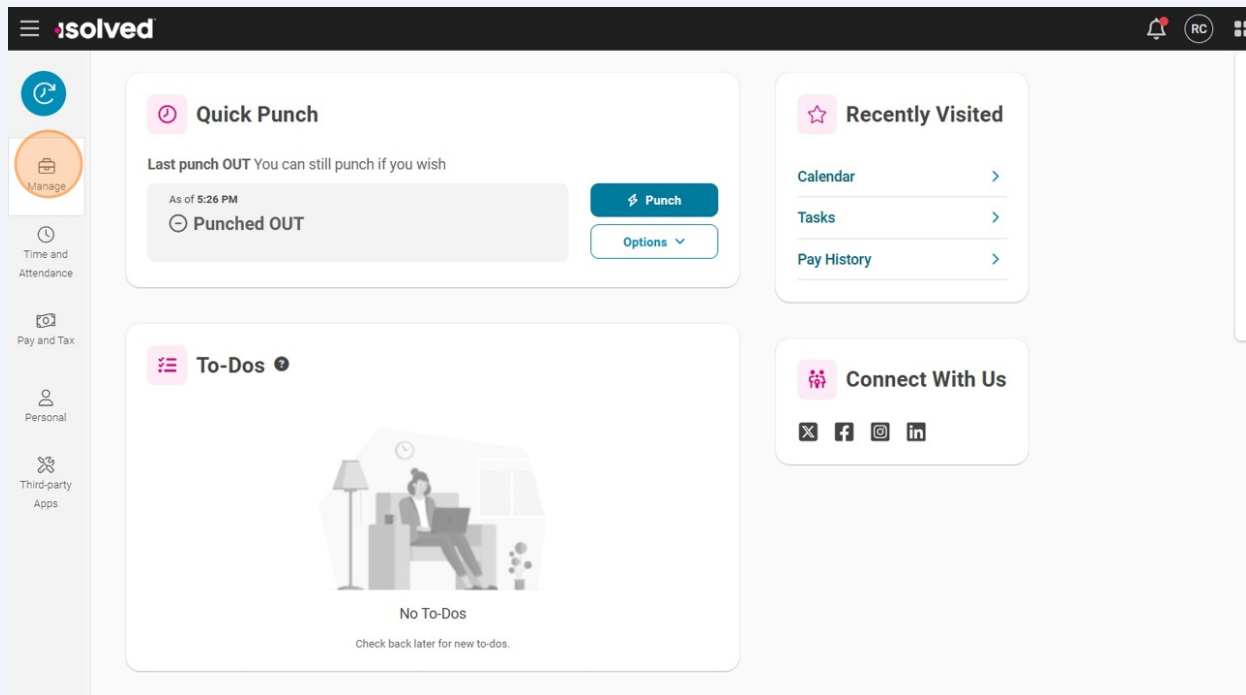 isolved
RC
Manage
Time and
Attendance
Pay and Tax
Personal
Third-party
Apps
Quick Punch
Last punch OUT You can still punch if you wish
As of 5:26 PM
Punched OUT
Punch
Options
To-Dos ?
No To-Dos
Check back later for new to-dos.
Recently Visited
Calendar
Tasks
Pay History
Connect With Us